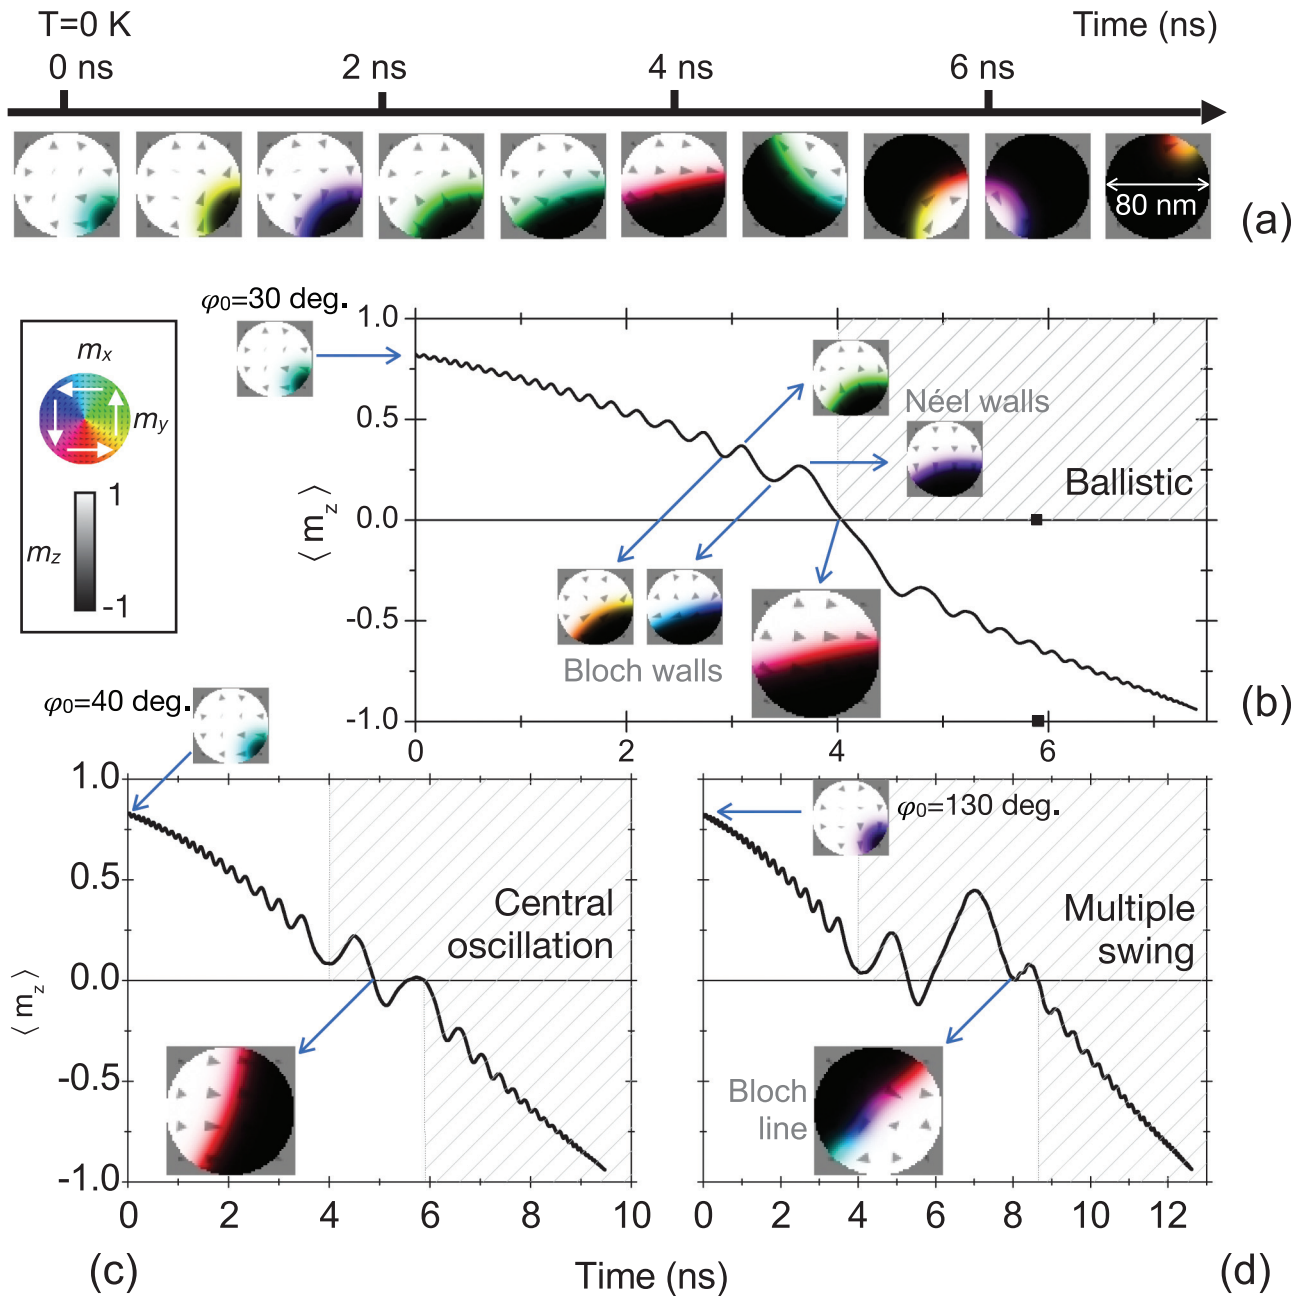 T=0 K
Time (ns)
0 ns
2 ns
4 ns
6 ns
80 nm
(a)
φ0=30 deg.
mx
my
1
mz
-1
1.0
0.5
0.0
-0.5
-1.0
⟨ mz ⟩
Néel walls
Ballistic
Bloch walls
0
2
4
6
(b)
φ0=40 deg.
1.0
0.5
0.0
-0.5
-1.0
⟨ mz ⟩
Central
oscillation
0
2
4
6
8
10
(c)
φ0=130 deg.
Multiple
swing
Bloch
line
0
2
4
6
8
10
12
Time (ns)
(d)